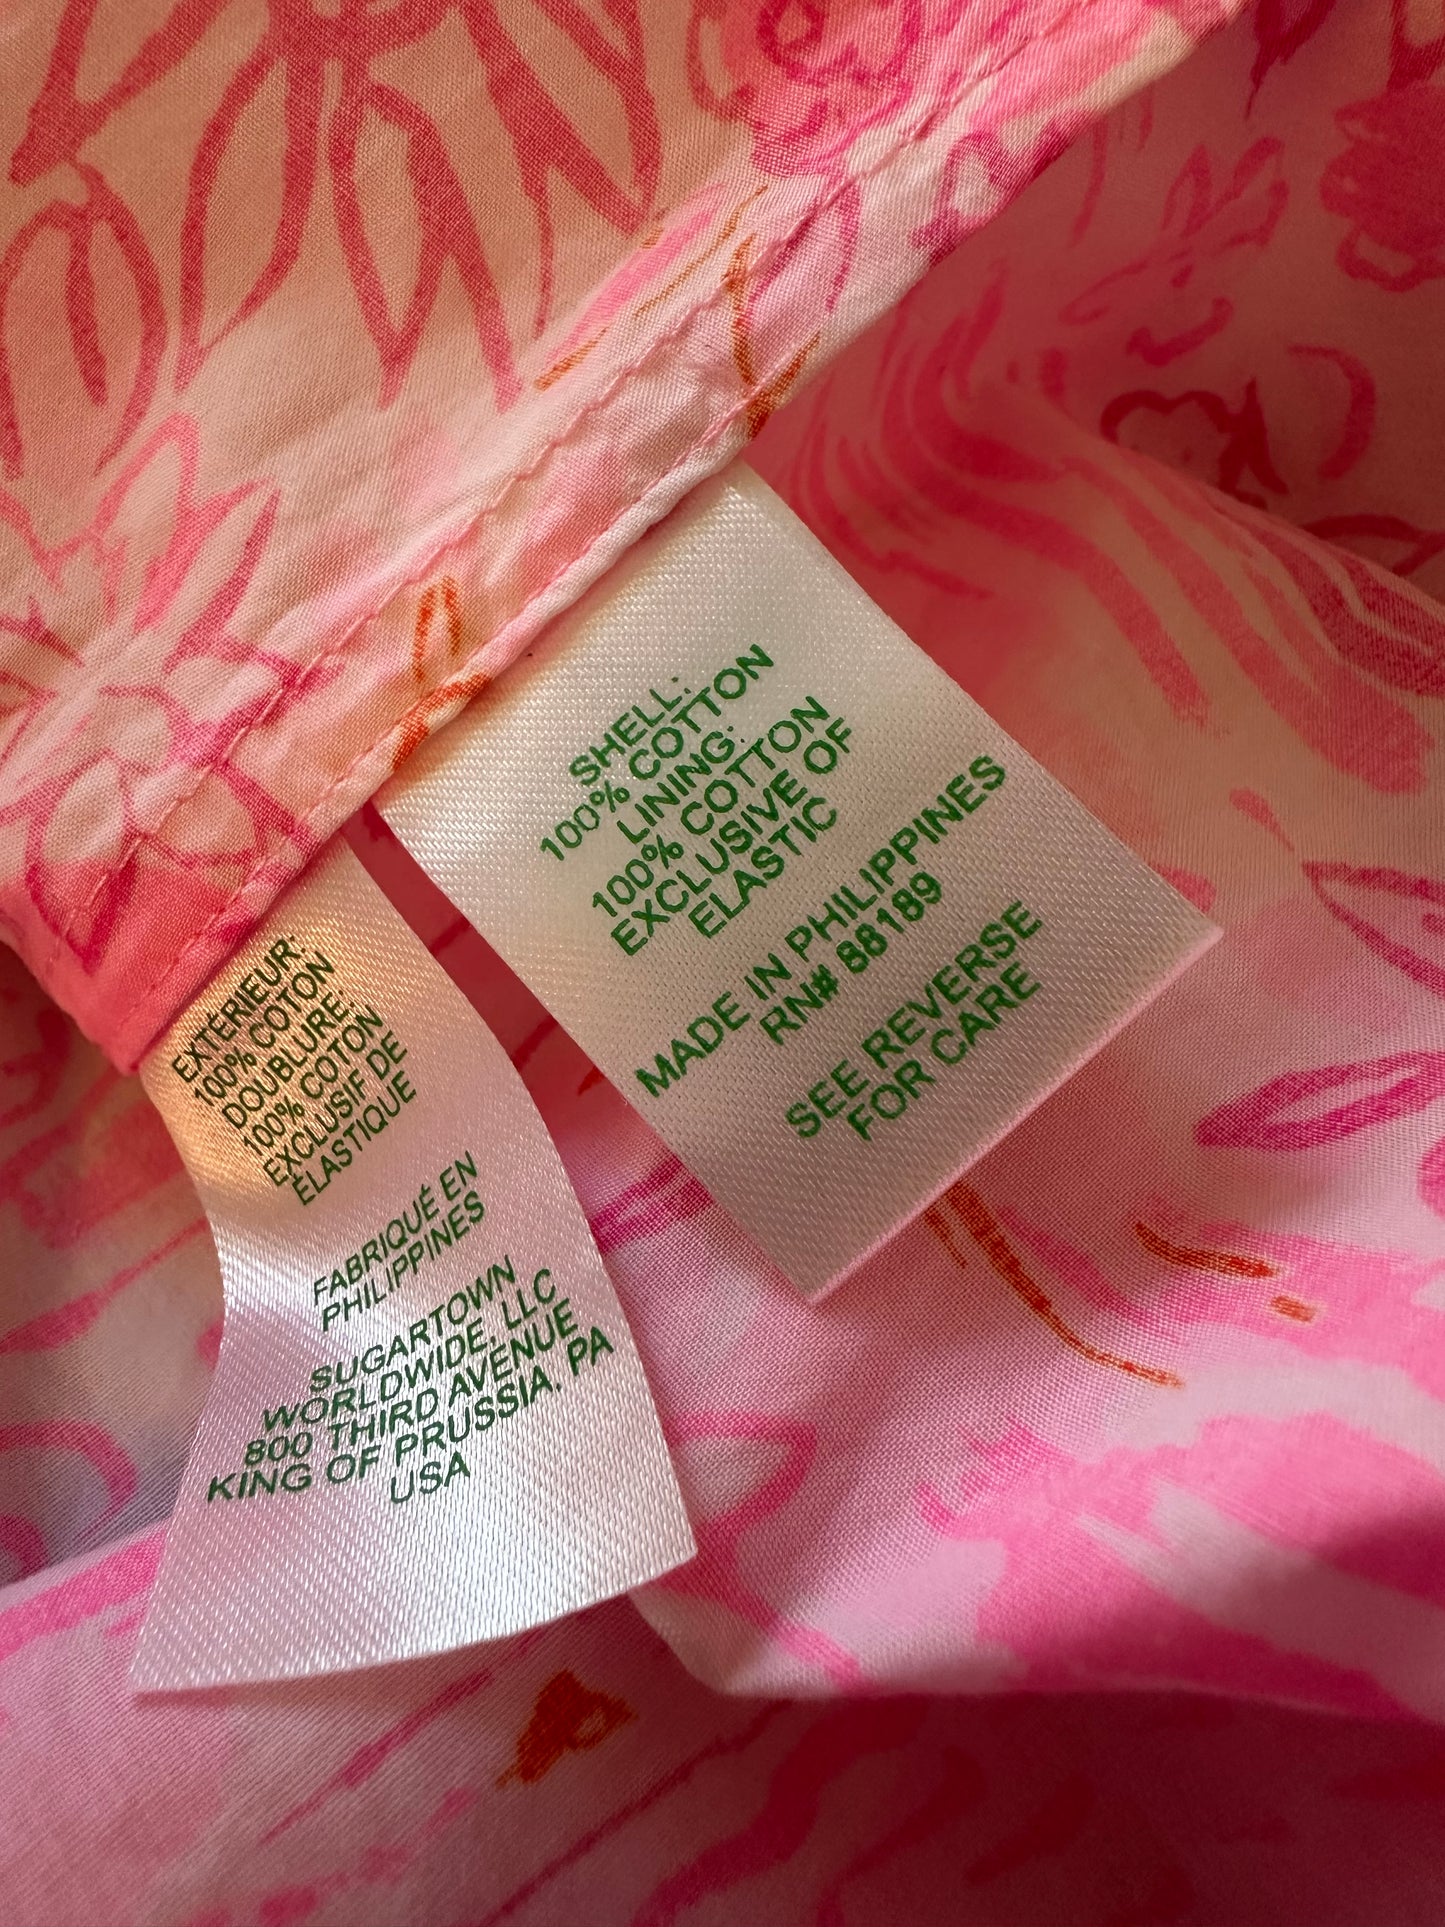 SHELL:
100% COTTON
LINING:
100% COTTON
EXCLUSIVE OF
ELASTIC
MADE IN PHILIPPINES
RN# 88189
SEE REVERSE
FOR CARE
EXTÉRIEUR:
100% COTON
DOUBLURE:
100% COTON
EXCLUSIF DE
ÉLASTIQUE
FABRIQUÉ EN
PHILIPPINES
SUGARTOWN
WORLDWIDE, LLC
800 THIRD AVENUE
KING OF PRUSSIA, PA
USA